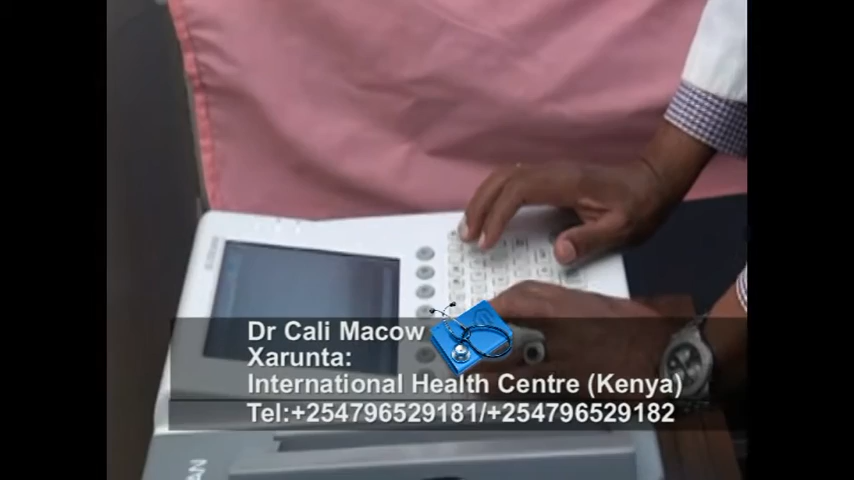 Dr Cali Macow
Xarunta:
International Health Centre (Kenya)
Tel:+254796529181/+254796529182